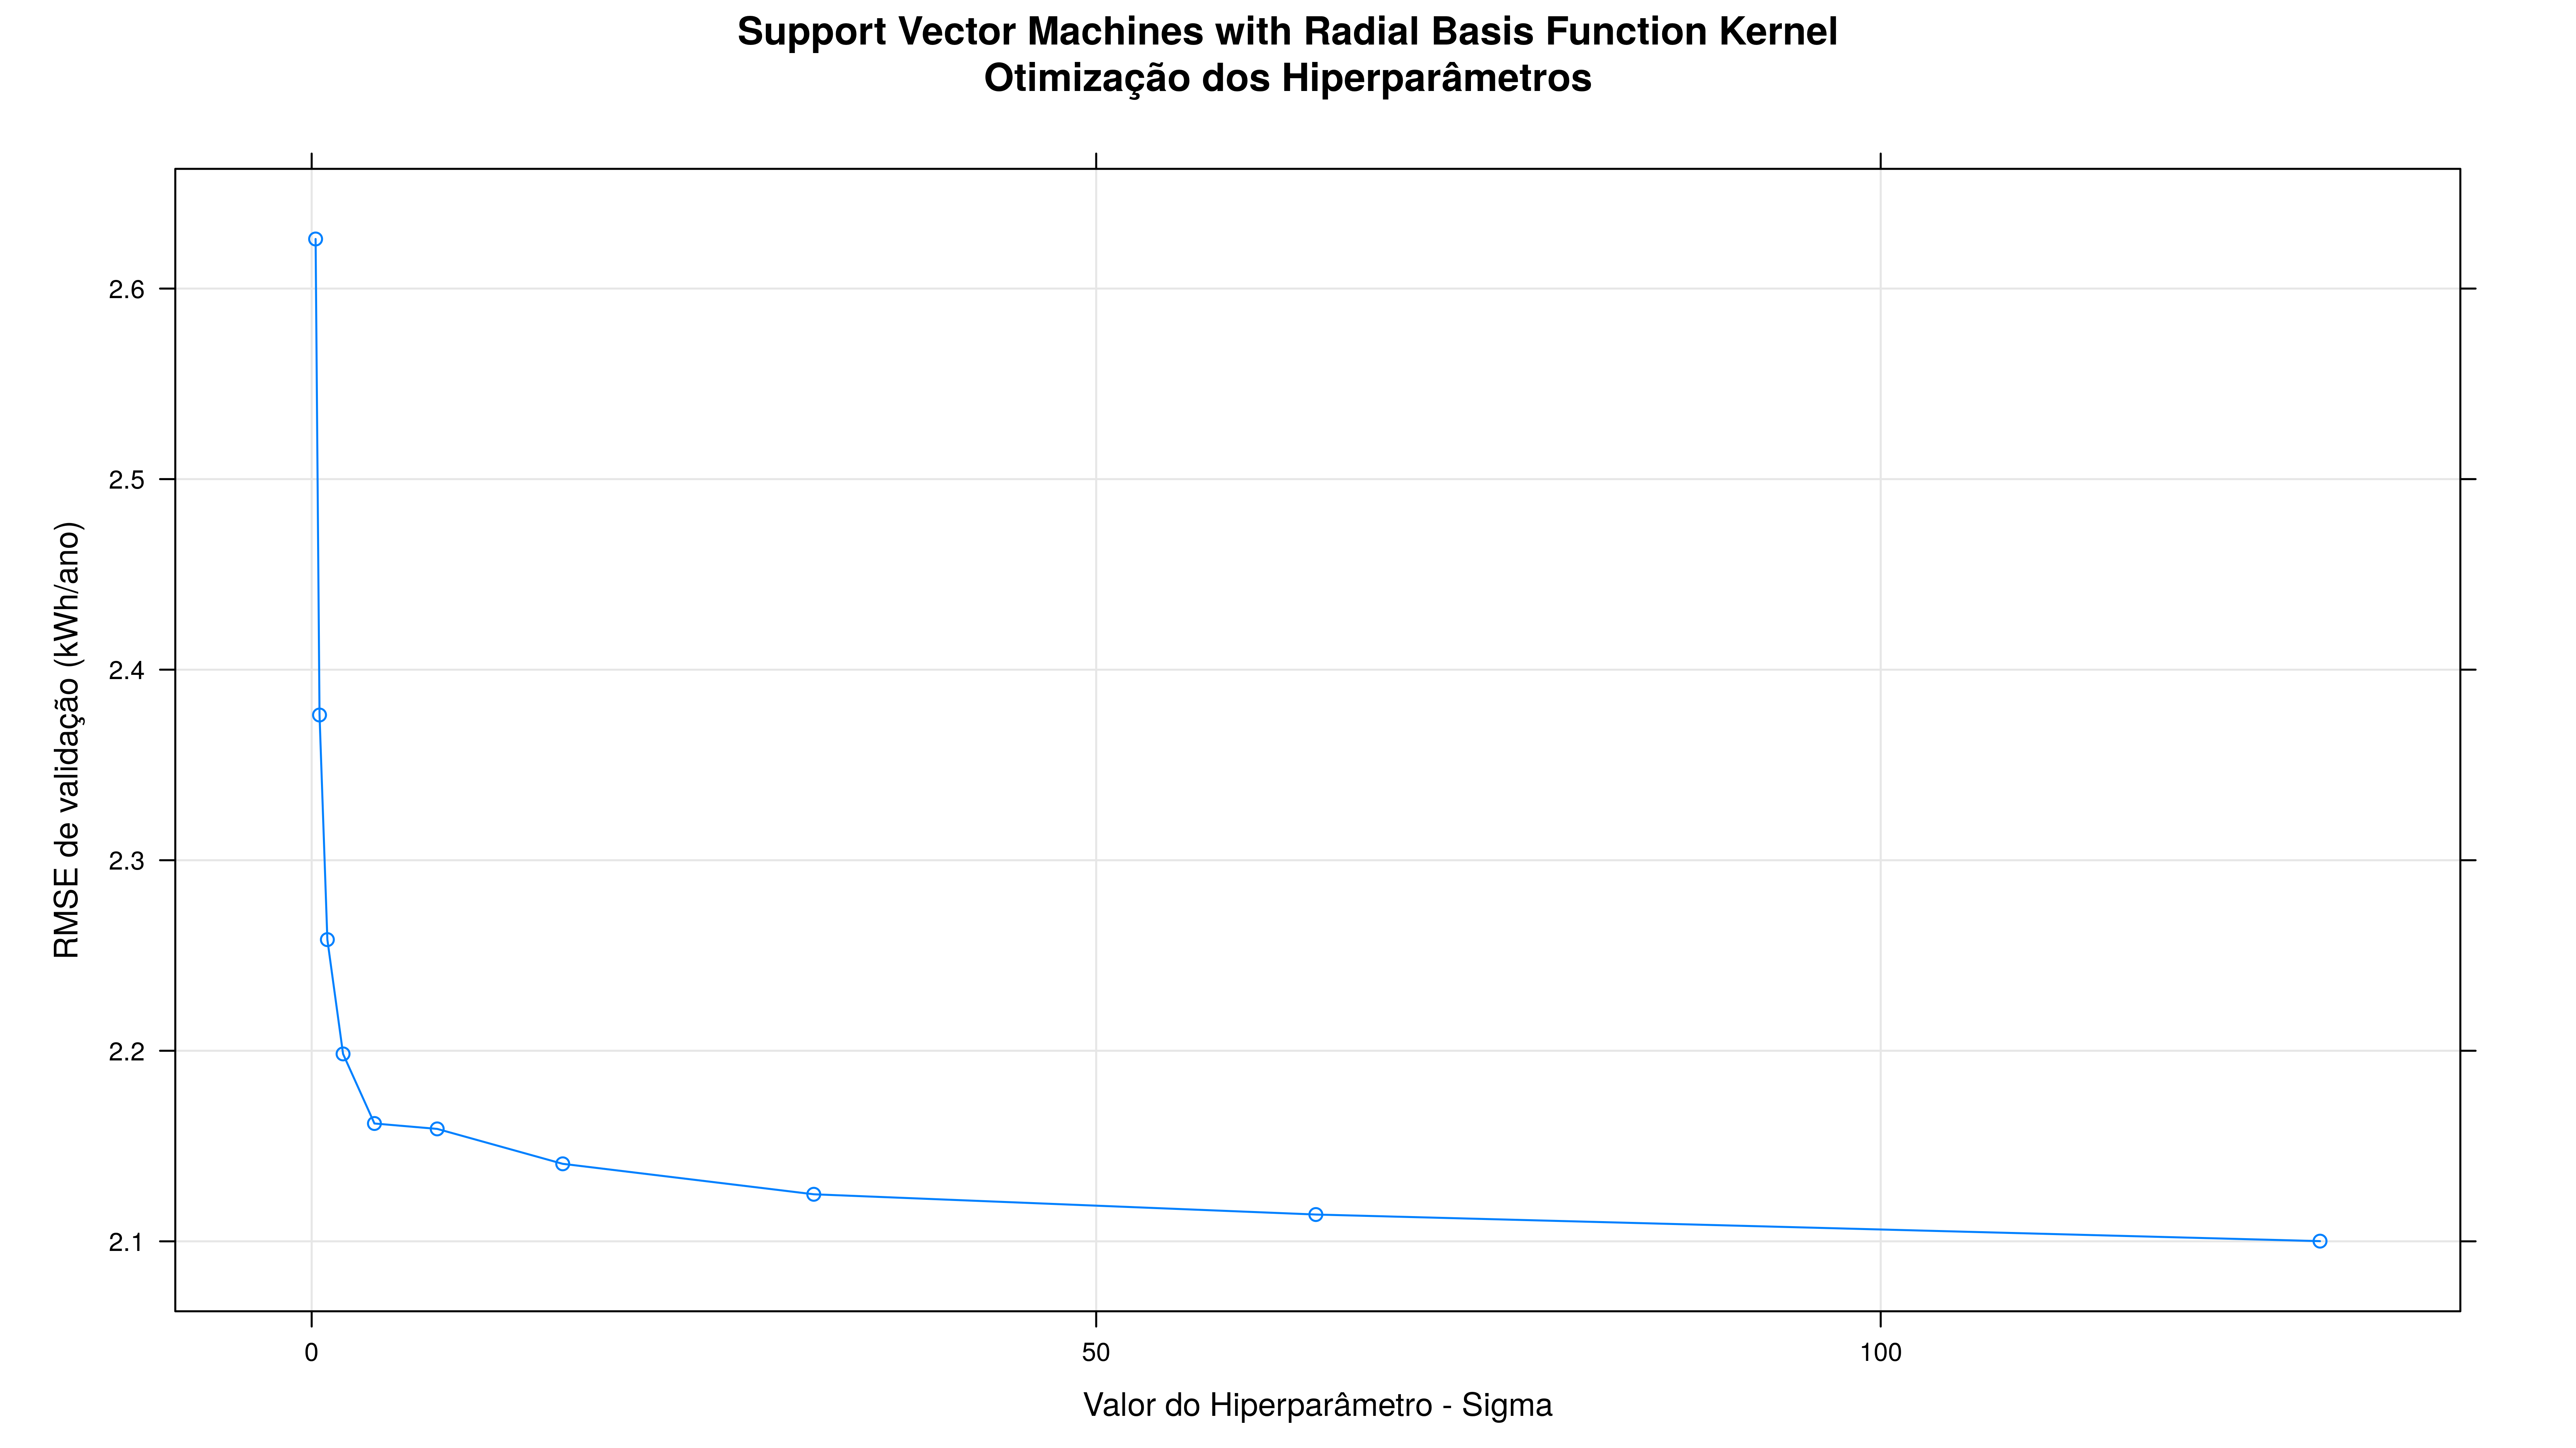 Support Vector Machines with Radial Basis Function Kernel
Otimização dos Hiperparâmetros
RMSE de validação (kWh/ano)
2.6
2.5
2.4
2.3
2.2
2.1
0
50
100
Valor do Hiperparâmetro - Sigma